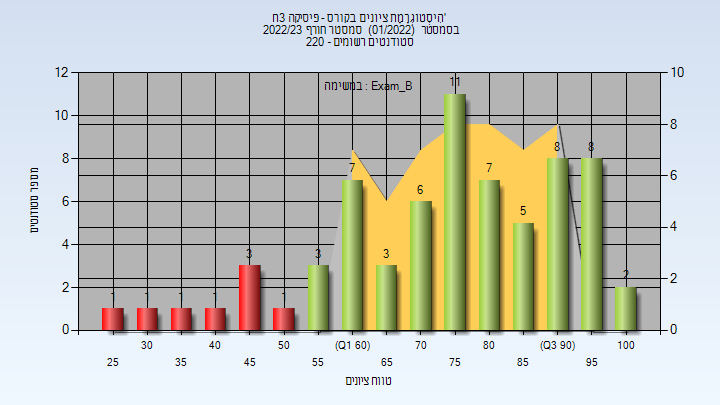 היסטוגרמת ציונים בקורס - פיסיקה 3ח'
בסמסטר (01/2022) סמסטר חורף 2022/23
סטודנטים רשומים - 220
במשימה : Exam_B
מספר סטודנטים
12 10 8 6 4 2 0
10 8 6 4 2 0
1 1 1 1 3 1 3 7 3 6 11 7 5 8 8 2
30 40 50 (Q1 60) 70 80 (Q3 90) 100
25 35 45 55 65 75 85 95
טווח ציונים